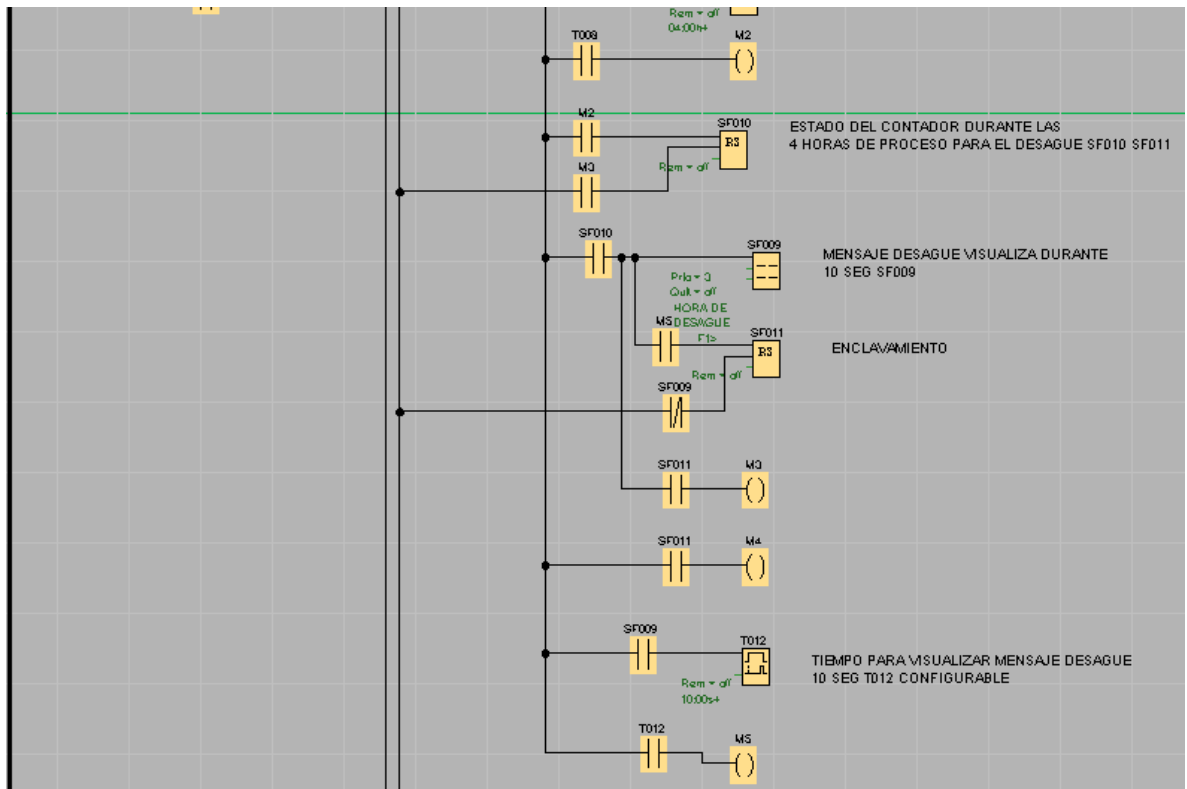 Rem = off
04:00h+
T008
M2
M2
SF010
RS
ESTADO DEL CONTADOR DURANTE LAS
4 HORAS DE PROCESO PARA EL DESAGUE SF010 SF011
Rem = off
M3
SF010
SF009
MENSAJE DESAGUE VISUALIZA DURANTE
10 SEG SF009
Prio = 3
Quit = off
HORA DE
M5
DESAGUE
F1>
SF011
RS
ENCLAVAMIENTO
Rem = off
SF009
SF011
M3
SF011
M4
SF009
T012
TIEMPO PARA VISUALIZAR MENSAJE DESAGUE
10 SEG T012 CONFIGURABLE
Rem = off
10:00s+
T012
M5